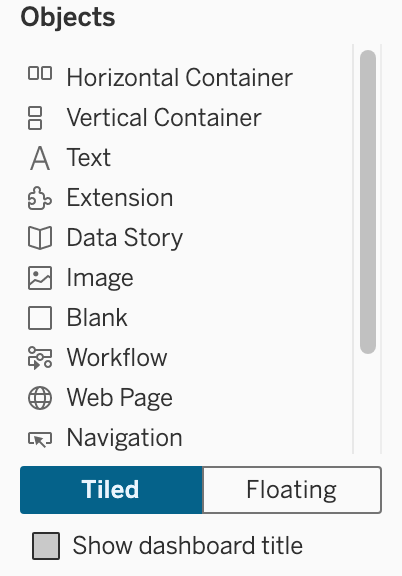 Objects
Horizontal Container
Vertical Container
Text
Extension
Data Story
Image
Blank
Workflow
Web Page
Navigation
Tiled Floating
Show dashboard title